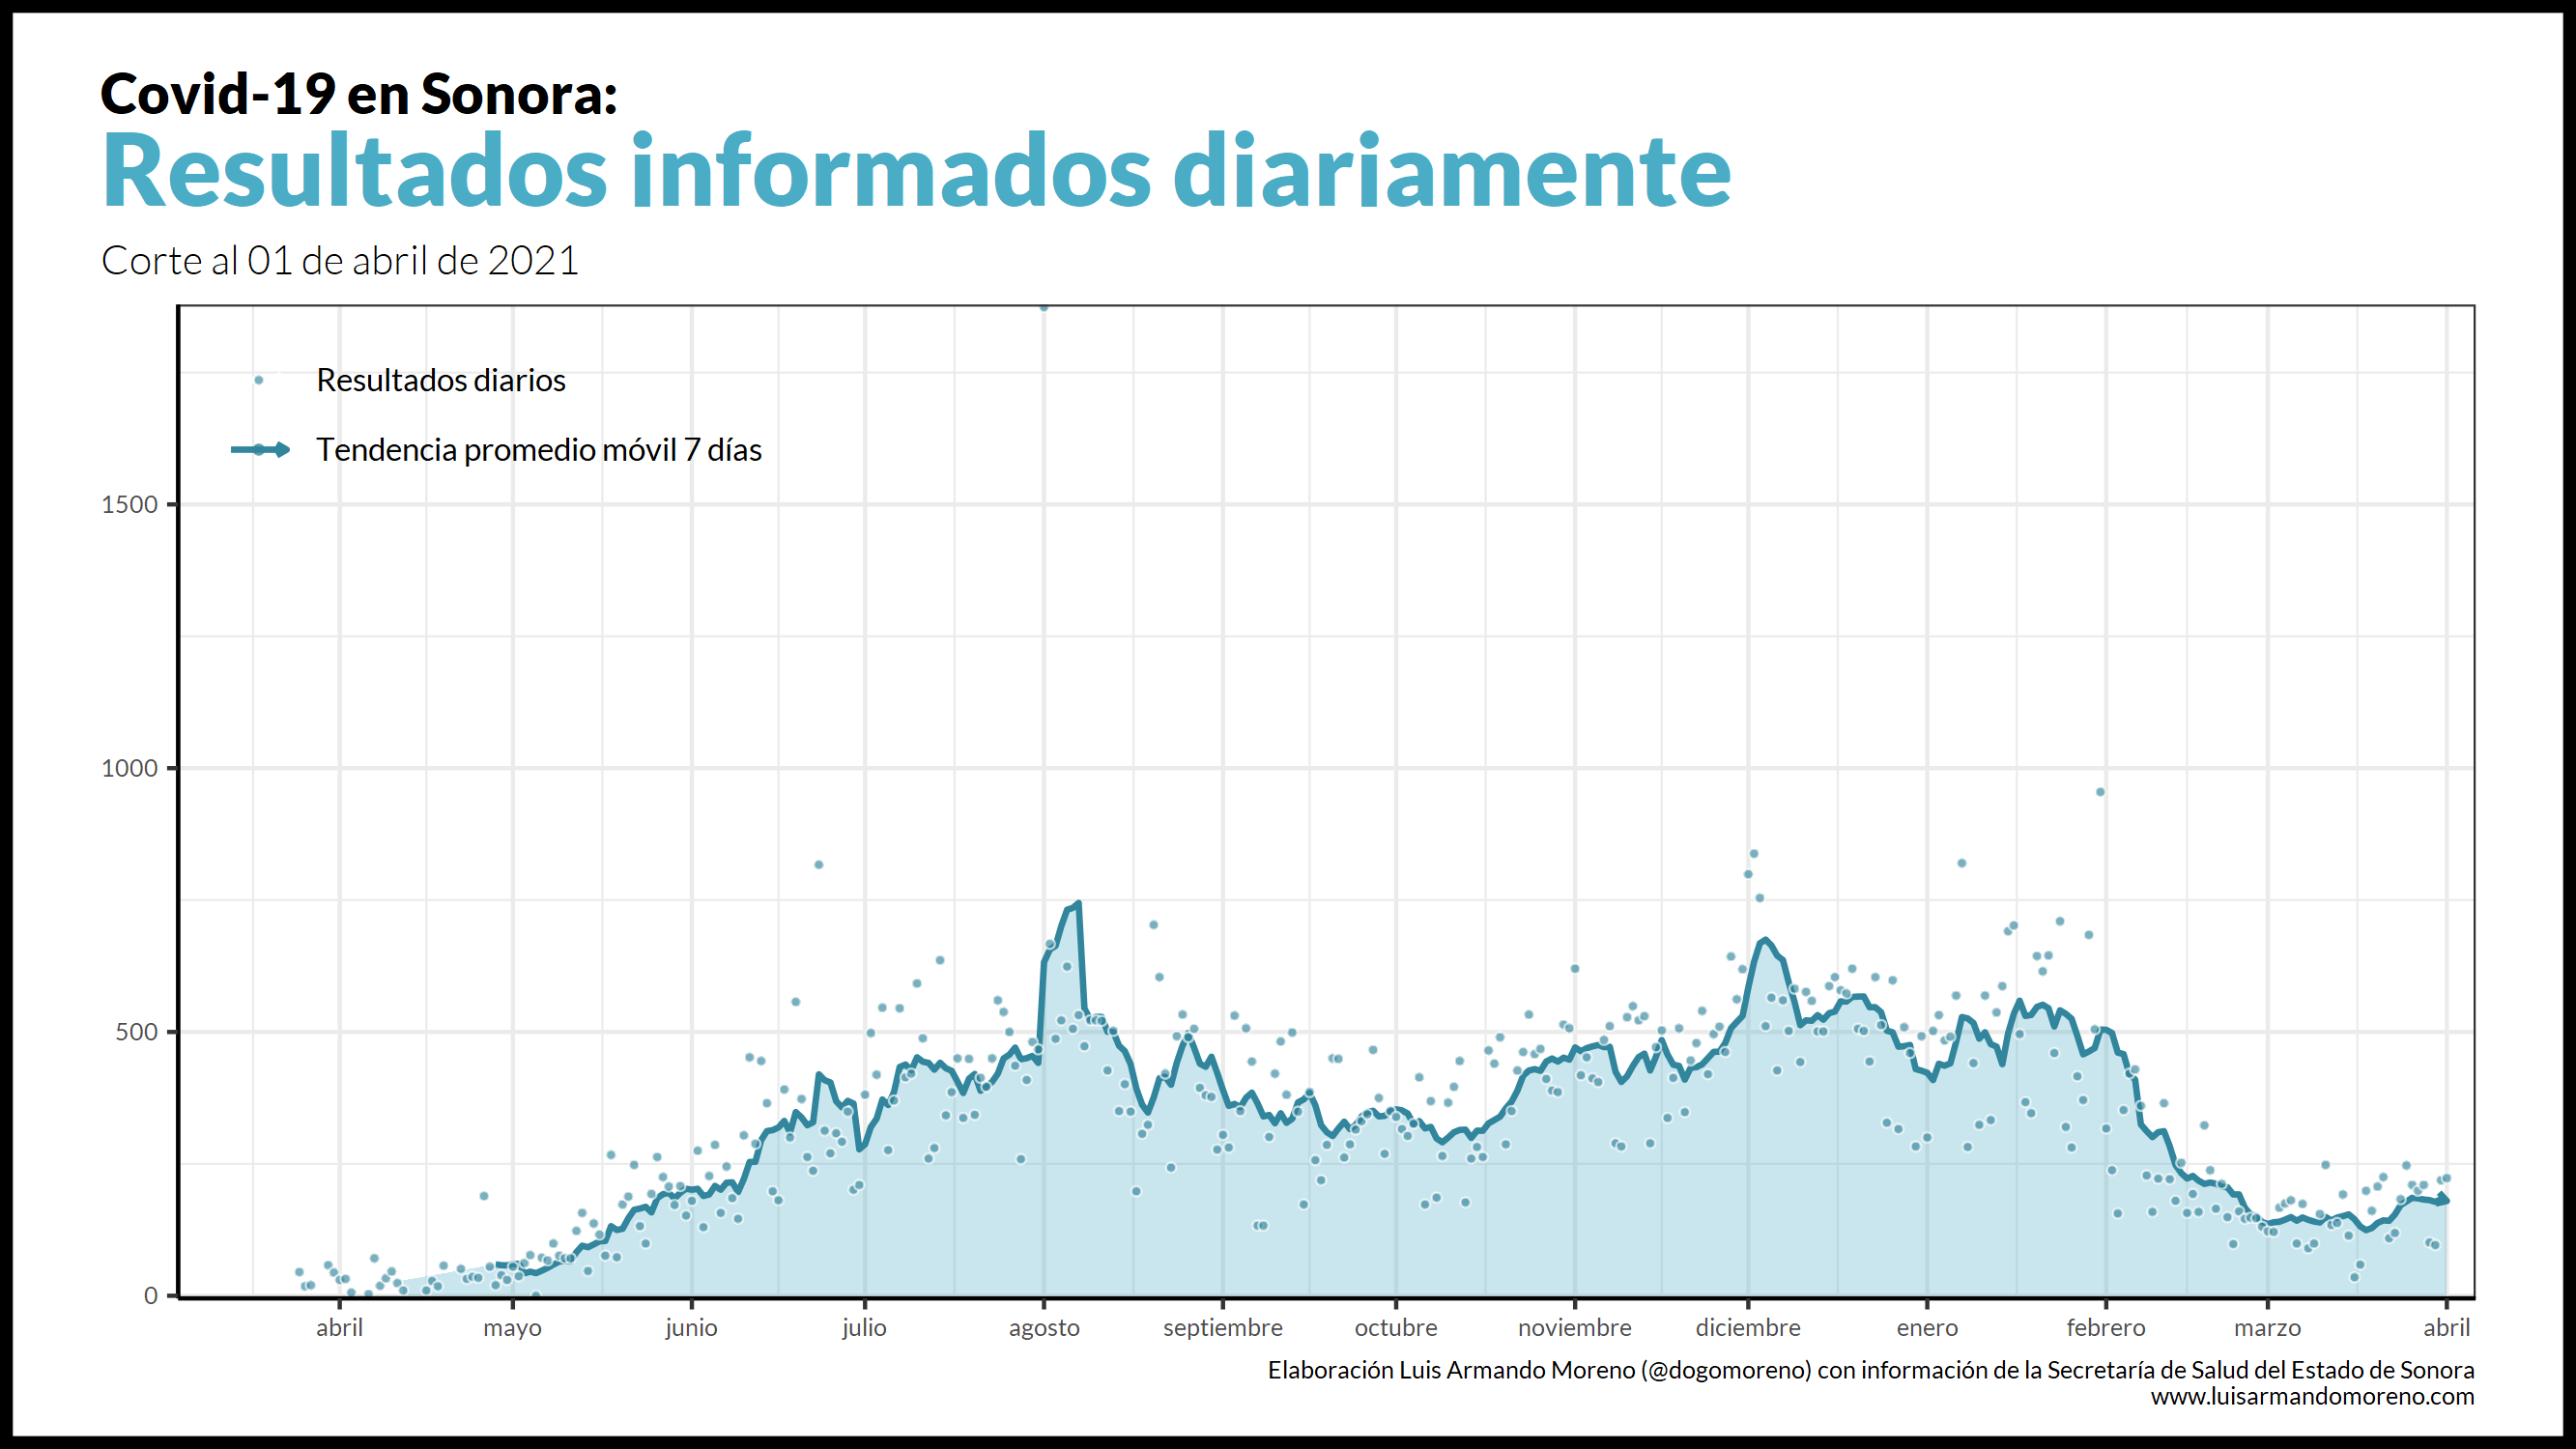 Covid-19 en Sonora:
Resultados informados diariamente
Corte al 01 de abril de 2021
Resultados diarios
Tendencia promedio móvil 7 días
1500
1000
500
0
abril mayo junio julio agosto septiembre octubre noviembre diciembre enero febrero marzo abril
Elaboración Luis Armando Moreno (@dogomoreno) con información de la Secretaría de Salud del Estado de Sonora
www.luisarmandomoreno.com